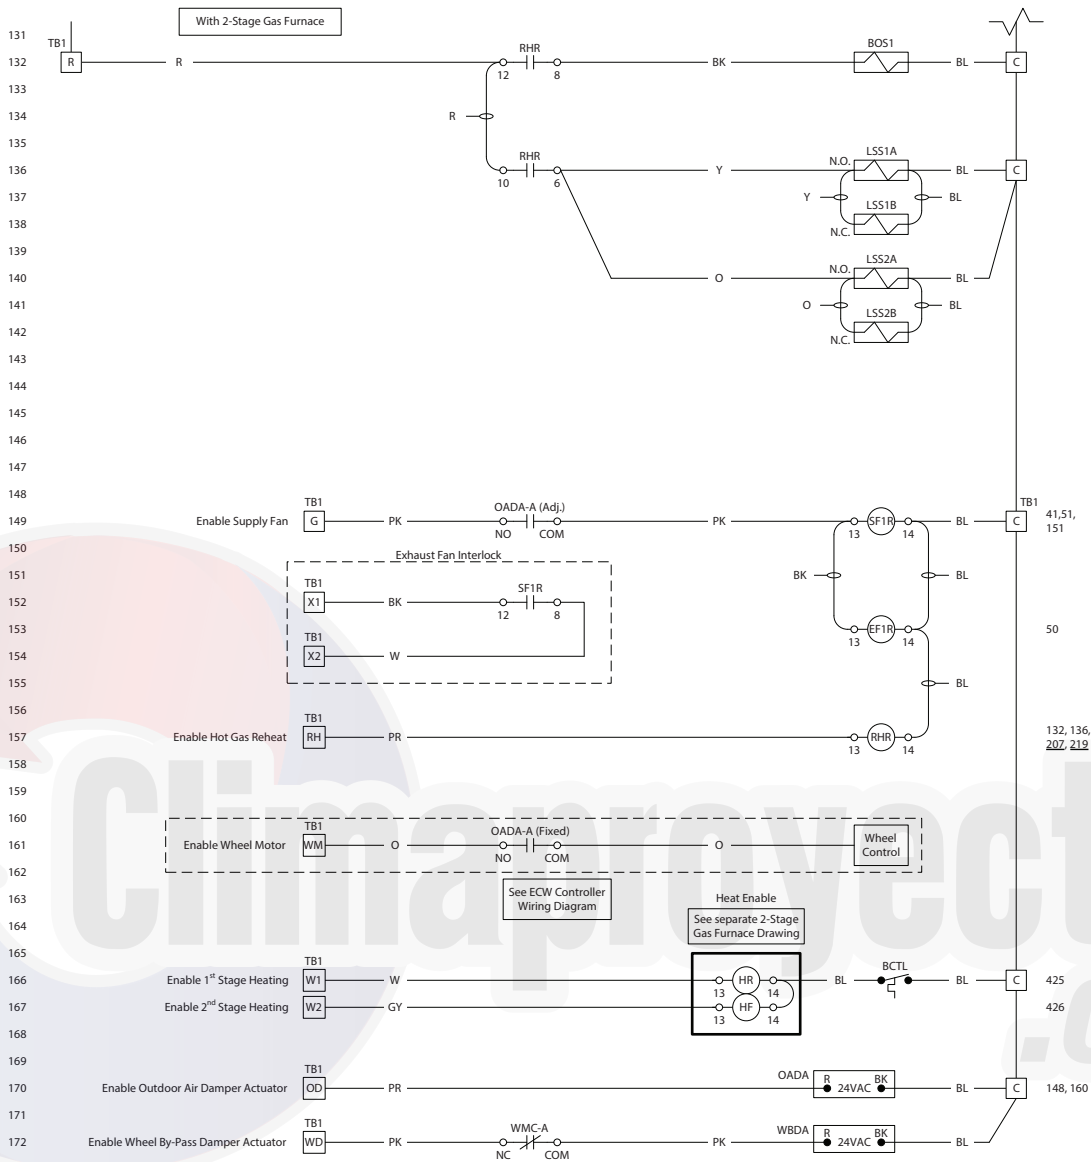 With 2-Stage Gas Furnace
131
TB1
RHR
BOS1
132 R R 12 8 BK BL C
133
134 R
135
RHR
LSS1A
N.O.
136 10 6 Y BL C
137 Y LSS1B BL
138 N.C.
139
LSS2A
N.O.
140 O BL
141 O LSS2B BL
142 N.C.
143
144
145
146
147
148
TB1 OADA-A (Adj.) TB1
149 Enable Supply Fan G PK NO COM PK 13 SF1R 14 BL C 41,51,
151
150
Exhaust Fan Interlock
151 BK BL
TB1 SF1R
152 X1 BK 12 8
153 13 EF1R 14 50
TB1
154 X2 W
155 BL
156
TB1
157 Enable Hot Gas Reheat RH PR 13 RHR 14 132, 136,
207, 219
158
159
160
TB1 OADA-A (Fixed)
161 Enable Wheel Motor WM O NO COM O Wheel
Control
162
163 See ECW Controller
Wiring Diagram
Heat Enable
164 See separate 2-Stage
Gas Furnace Drawing
165
TB1 BCTL
166 Enable 1st Stage Heating W1 W 13 HR 14 BL BL C 425
167 Enable 2nd Stage Heating W2 GY 13 HF 14 426
168
169
TB1
170 Enable Outdoor Air Damper Actuator OD PR OADA R 24VAC BK BL C 148, 160
171
TB1 WMC-A
172 Enable Wheel By-Pass Damper Actuator WD PK NC COM PK WBDA R 24VAC BK BL
Climaproyect